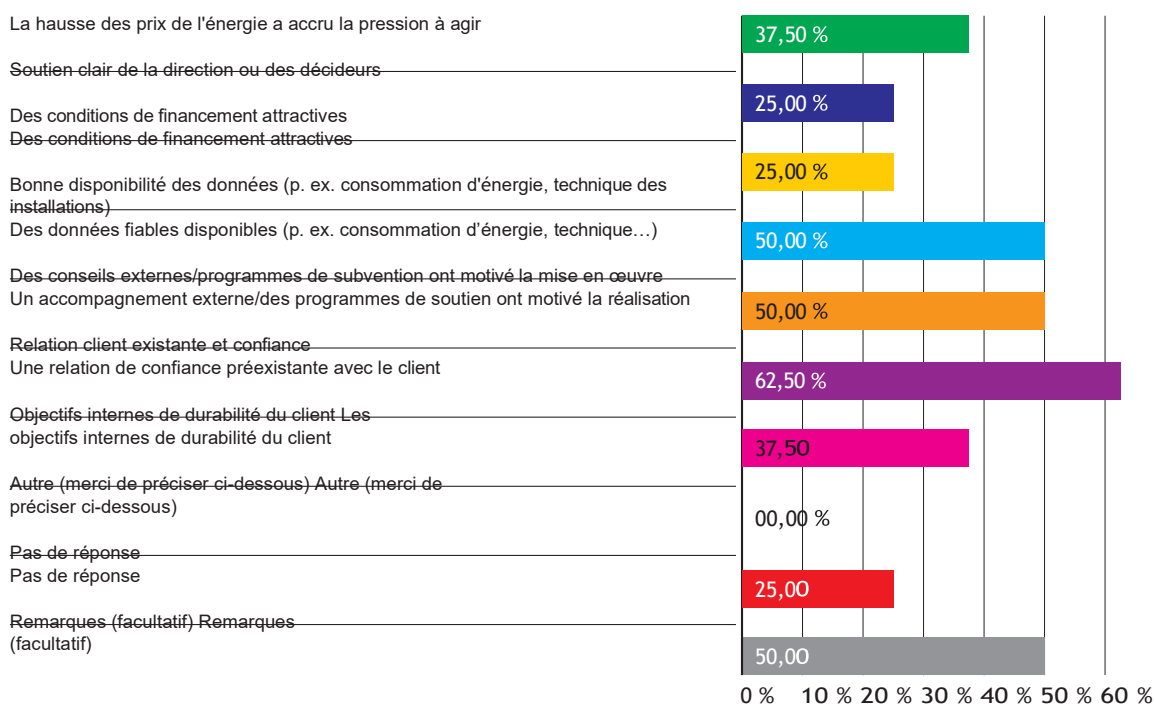 La hausse des prix de l'énergie a accru la pression à agir
37,50 %
Soutien clair de la direction ou des décideurs
25,00 %
Des conditions de financement attractives
Des conditions de financement attractives
25,00 %
Bonne disponibilité des données (p. ex. consommation d'énergie, technique des
installations)
Des données fiables disponibles (p. ex. consommation d’énergie, technique…)
50,00 %
Des conseils externes/programmes de subvention ont motivé la mise en œuvre
Un accompagnement externe/des programmes de soutien ont motivé la réalisation
50,00 %
Relation client existante et confiance
Une relation de confiance préexistante avec le client
62,50 %
Objectifs internes de durabilité du client Les
objectifs internes de durabilité du client
37,50
Autre (merci de préciser ci-dessous) Autre (merci de
préciser ci-dessous)
00,00 %
Pas de réponse
Pas de réponse
25,00
Remarques (facultatif) Remarques
(facultatif)
50,00
0 % 10 % 20 % 30 % 40 % 50 % 60 %